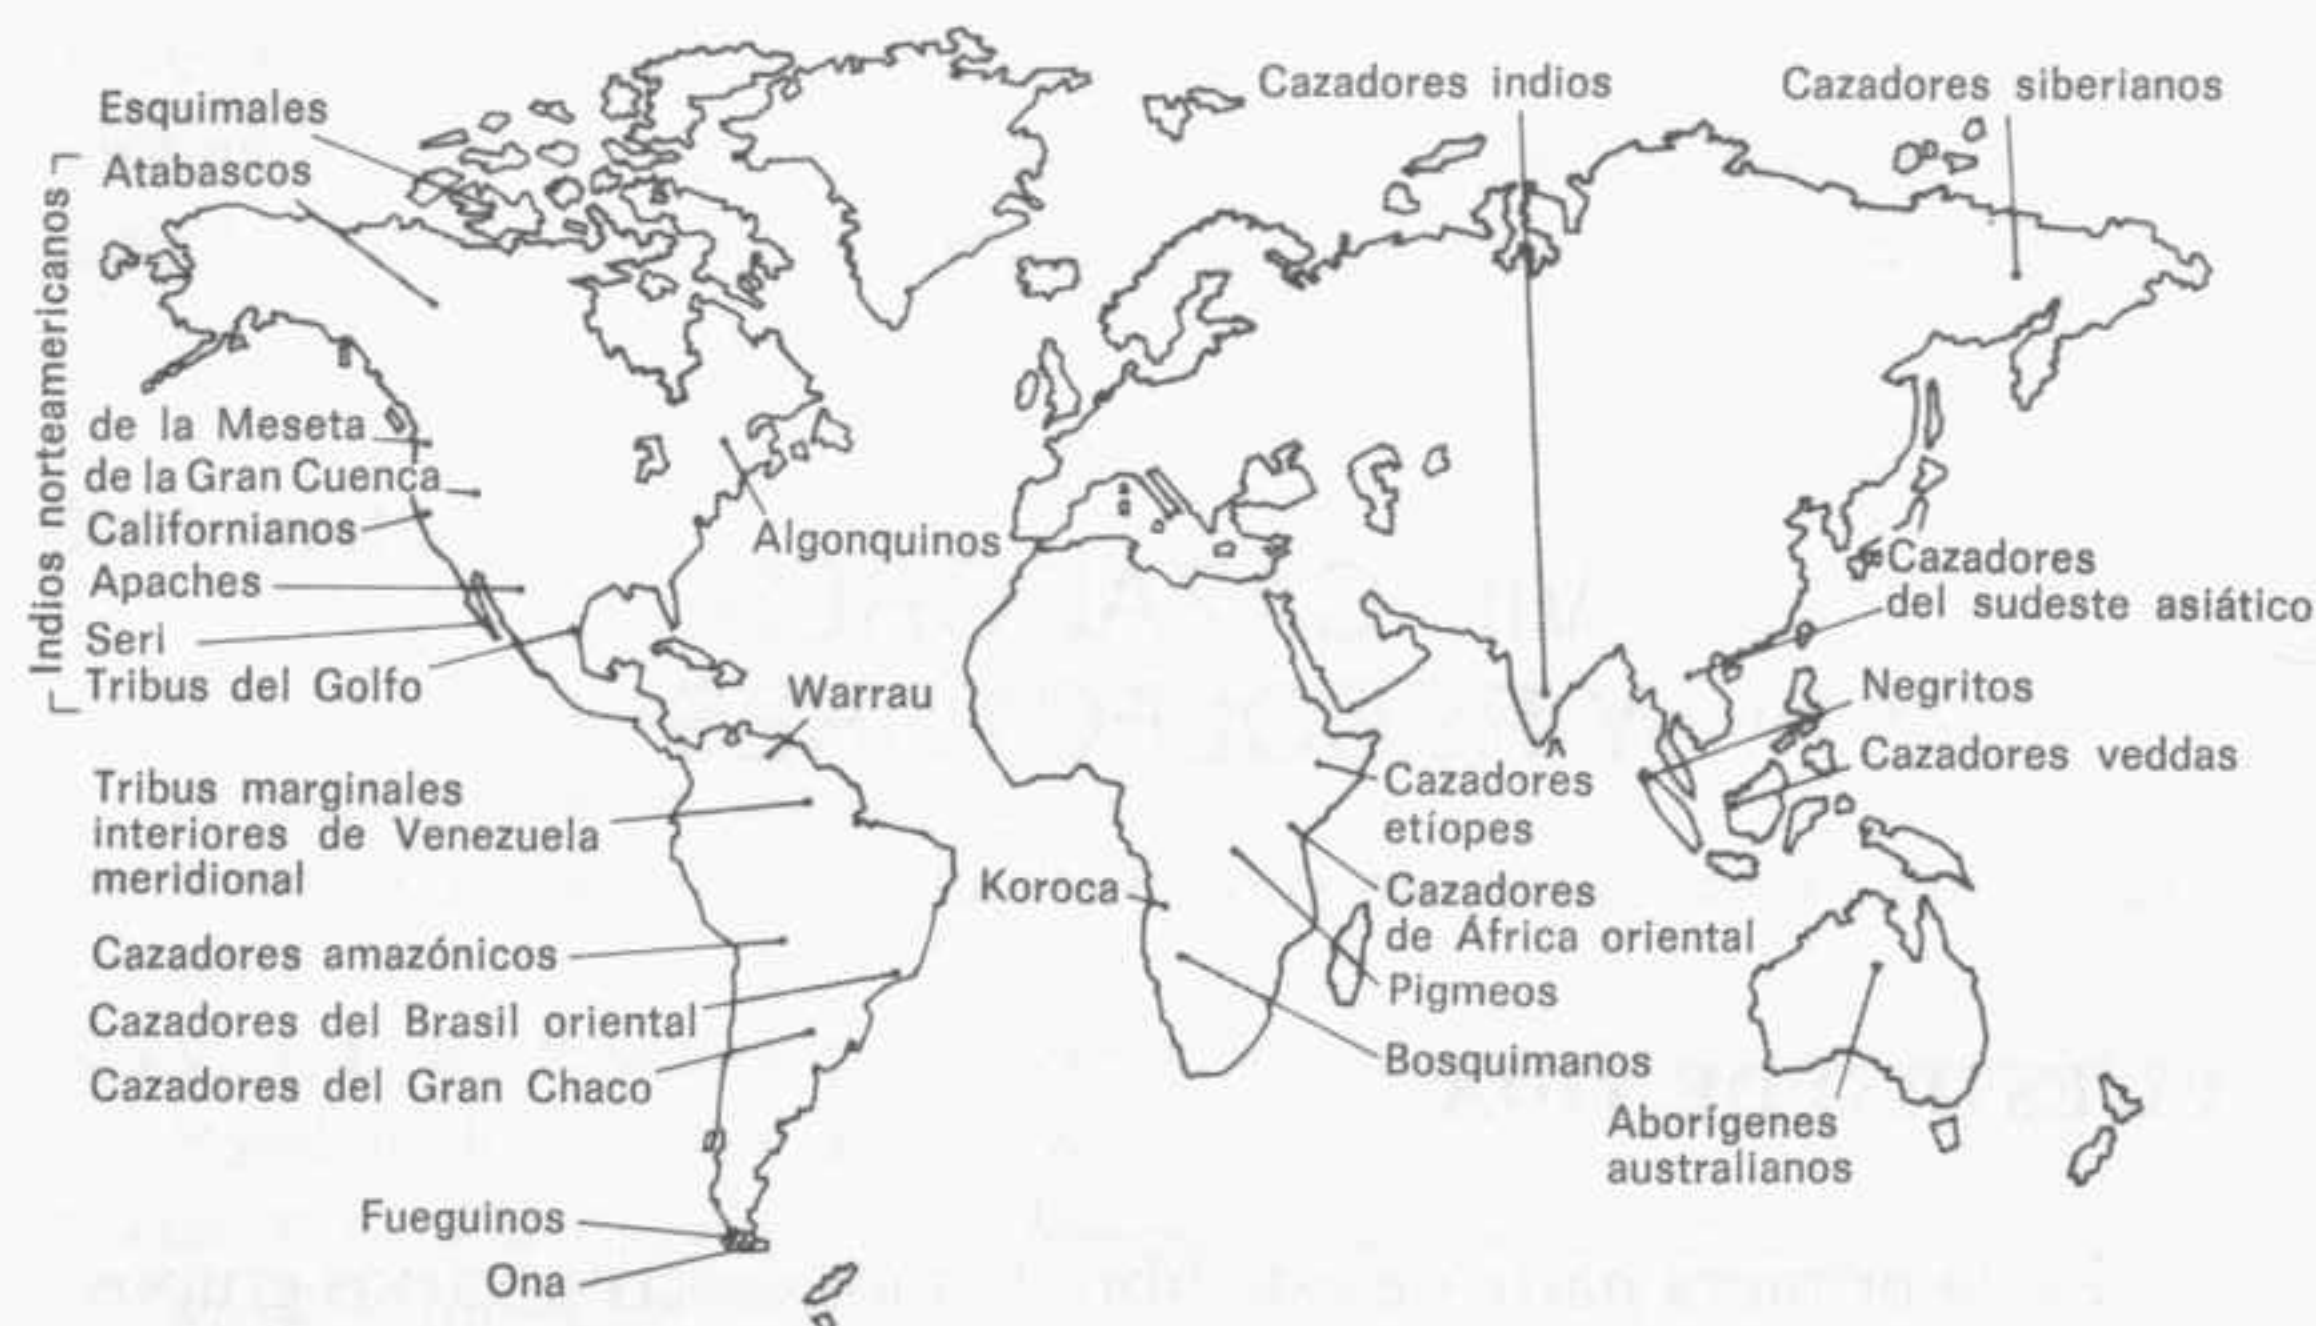 Esquimales
Atabascos
Indios norteamericanos
de la Meseta
de la Gran Cuenca
Californianos
Apaches
Seri
Tribus del Golfo
Algonquinos
Warrau
Tribus marginales
interiores de Venezuela
meridional
Cazadores amazónicos
Cazadores del Brasil oriental
Cazadores del Gran Chaco
Fueguinos
Ona
Cazadores indios
Cazadores siberianos
Cazadores
del sudeste asiático
Negritos
Cazadores veddas
Cazadores
etíopes
Cazadores
de África oriental
Pigmeos
Koroca
Bosquimanos
Aborígenes
australianos